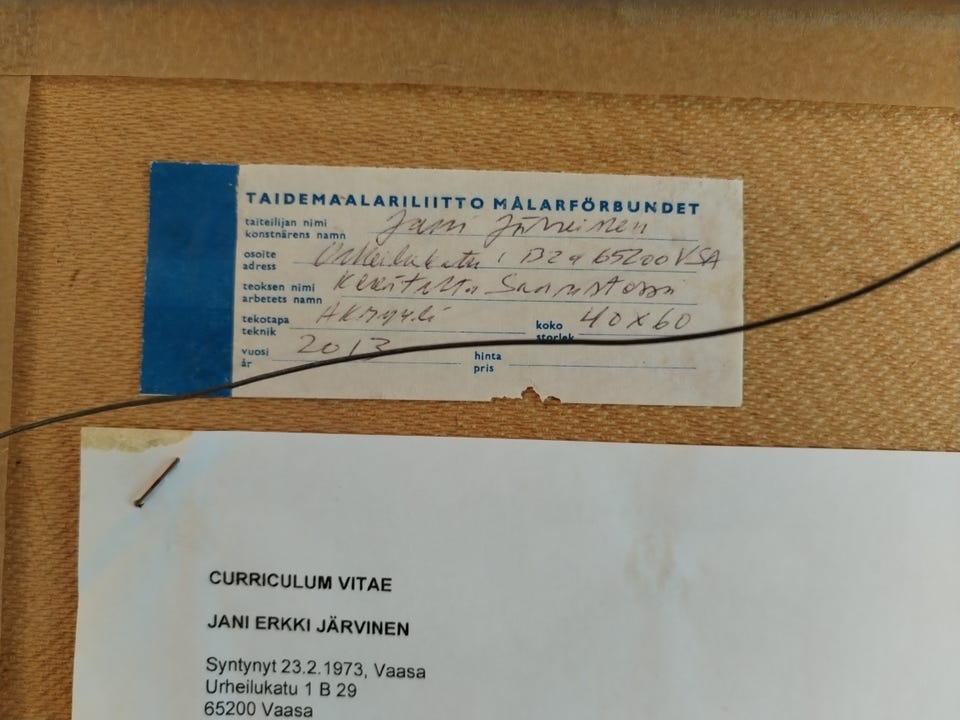 TAIDEMAALARILIITTO MÅLARFÖRBUNDET
taiteilijan nimi Jani Järvinen
konstnärens namn
osoite Urheilukatu 1 B29 65200 VSA
adress
teoksen nimi Saaristossa
arbetets namn
tekotapa Akryyli koko 40x60
teknik storlek
vuosi 2013 hinta
år pris
CURRICULUM VITAE
JANI ERKKI JÄRVINEN
Syntynyt 23.2.1973, Vaasa
Urheilukatu 1 B 29
65200 Vaasa